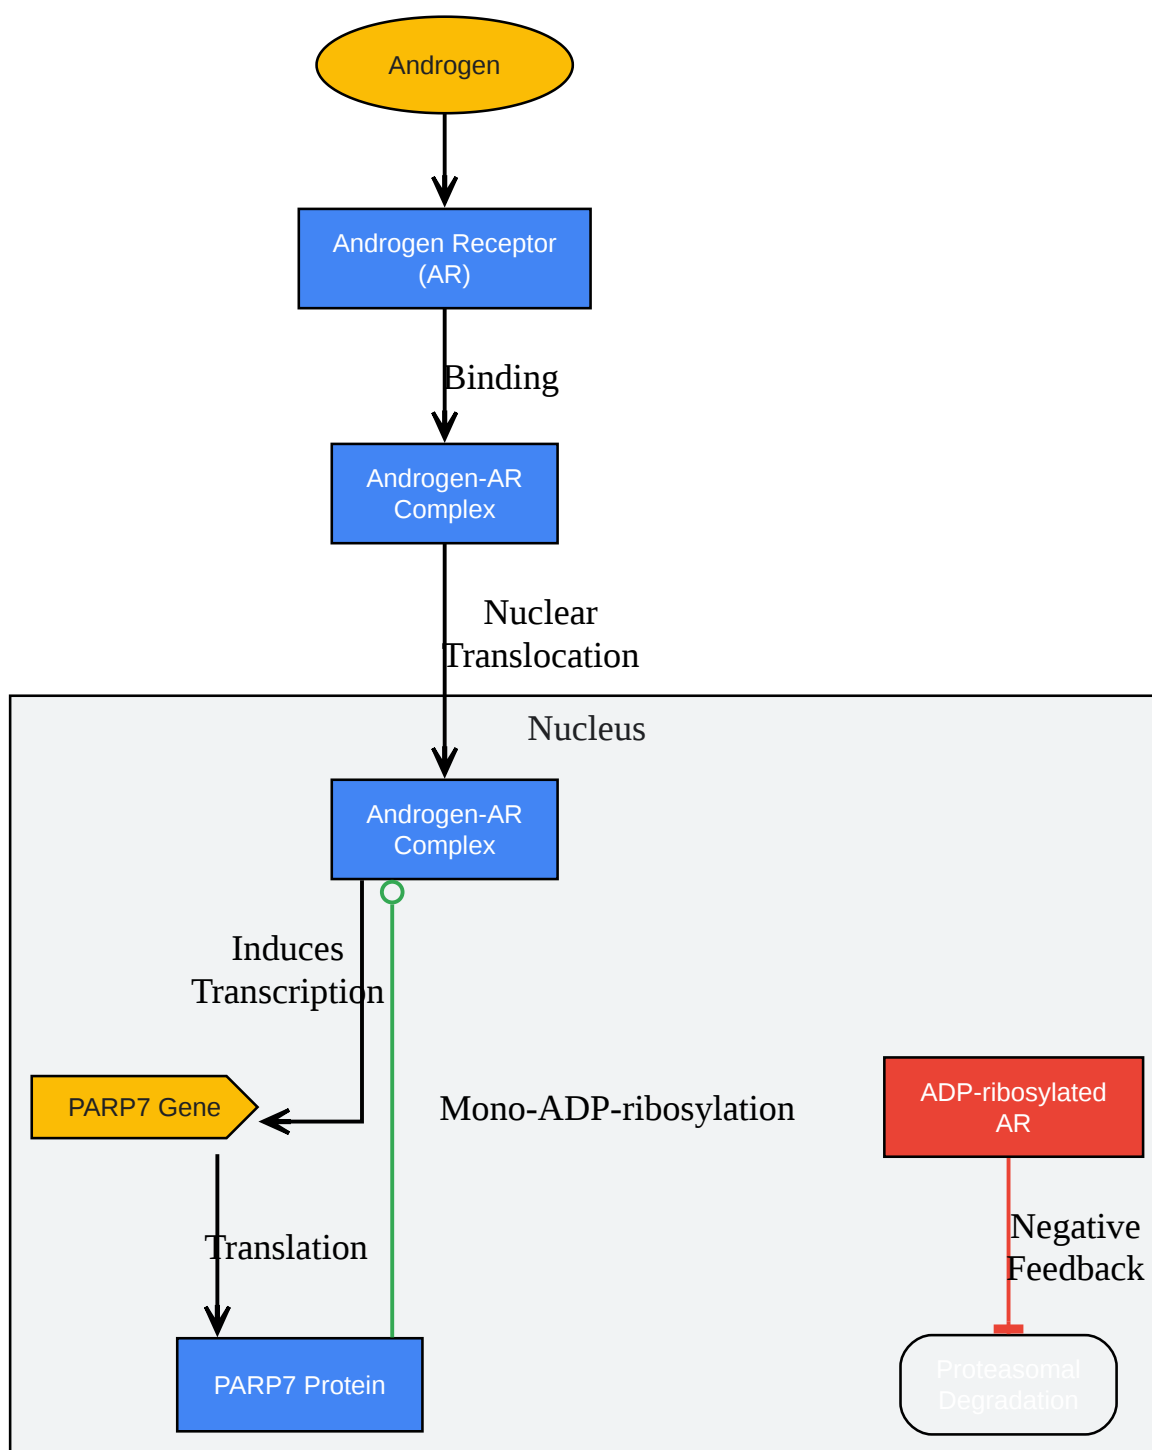 Androgen
Androgen Receptor
(AR)
Binding
Androgen-AR
Complex
Nuclear
Translocation
Nucleus
Androgen-AR
Complex
Induces
Transcription
PARP7 Gene
Mono-ADP-ribosylation
ADP-ribosylated
AR
Translation
Negative
Feedback
PARP7 Protein
Proteasomal
Degradation